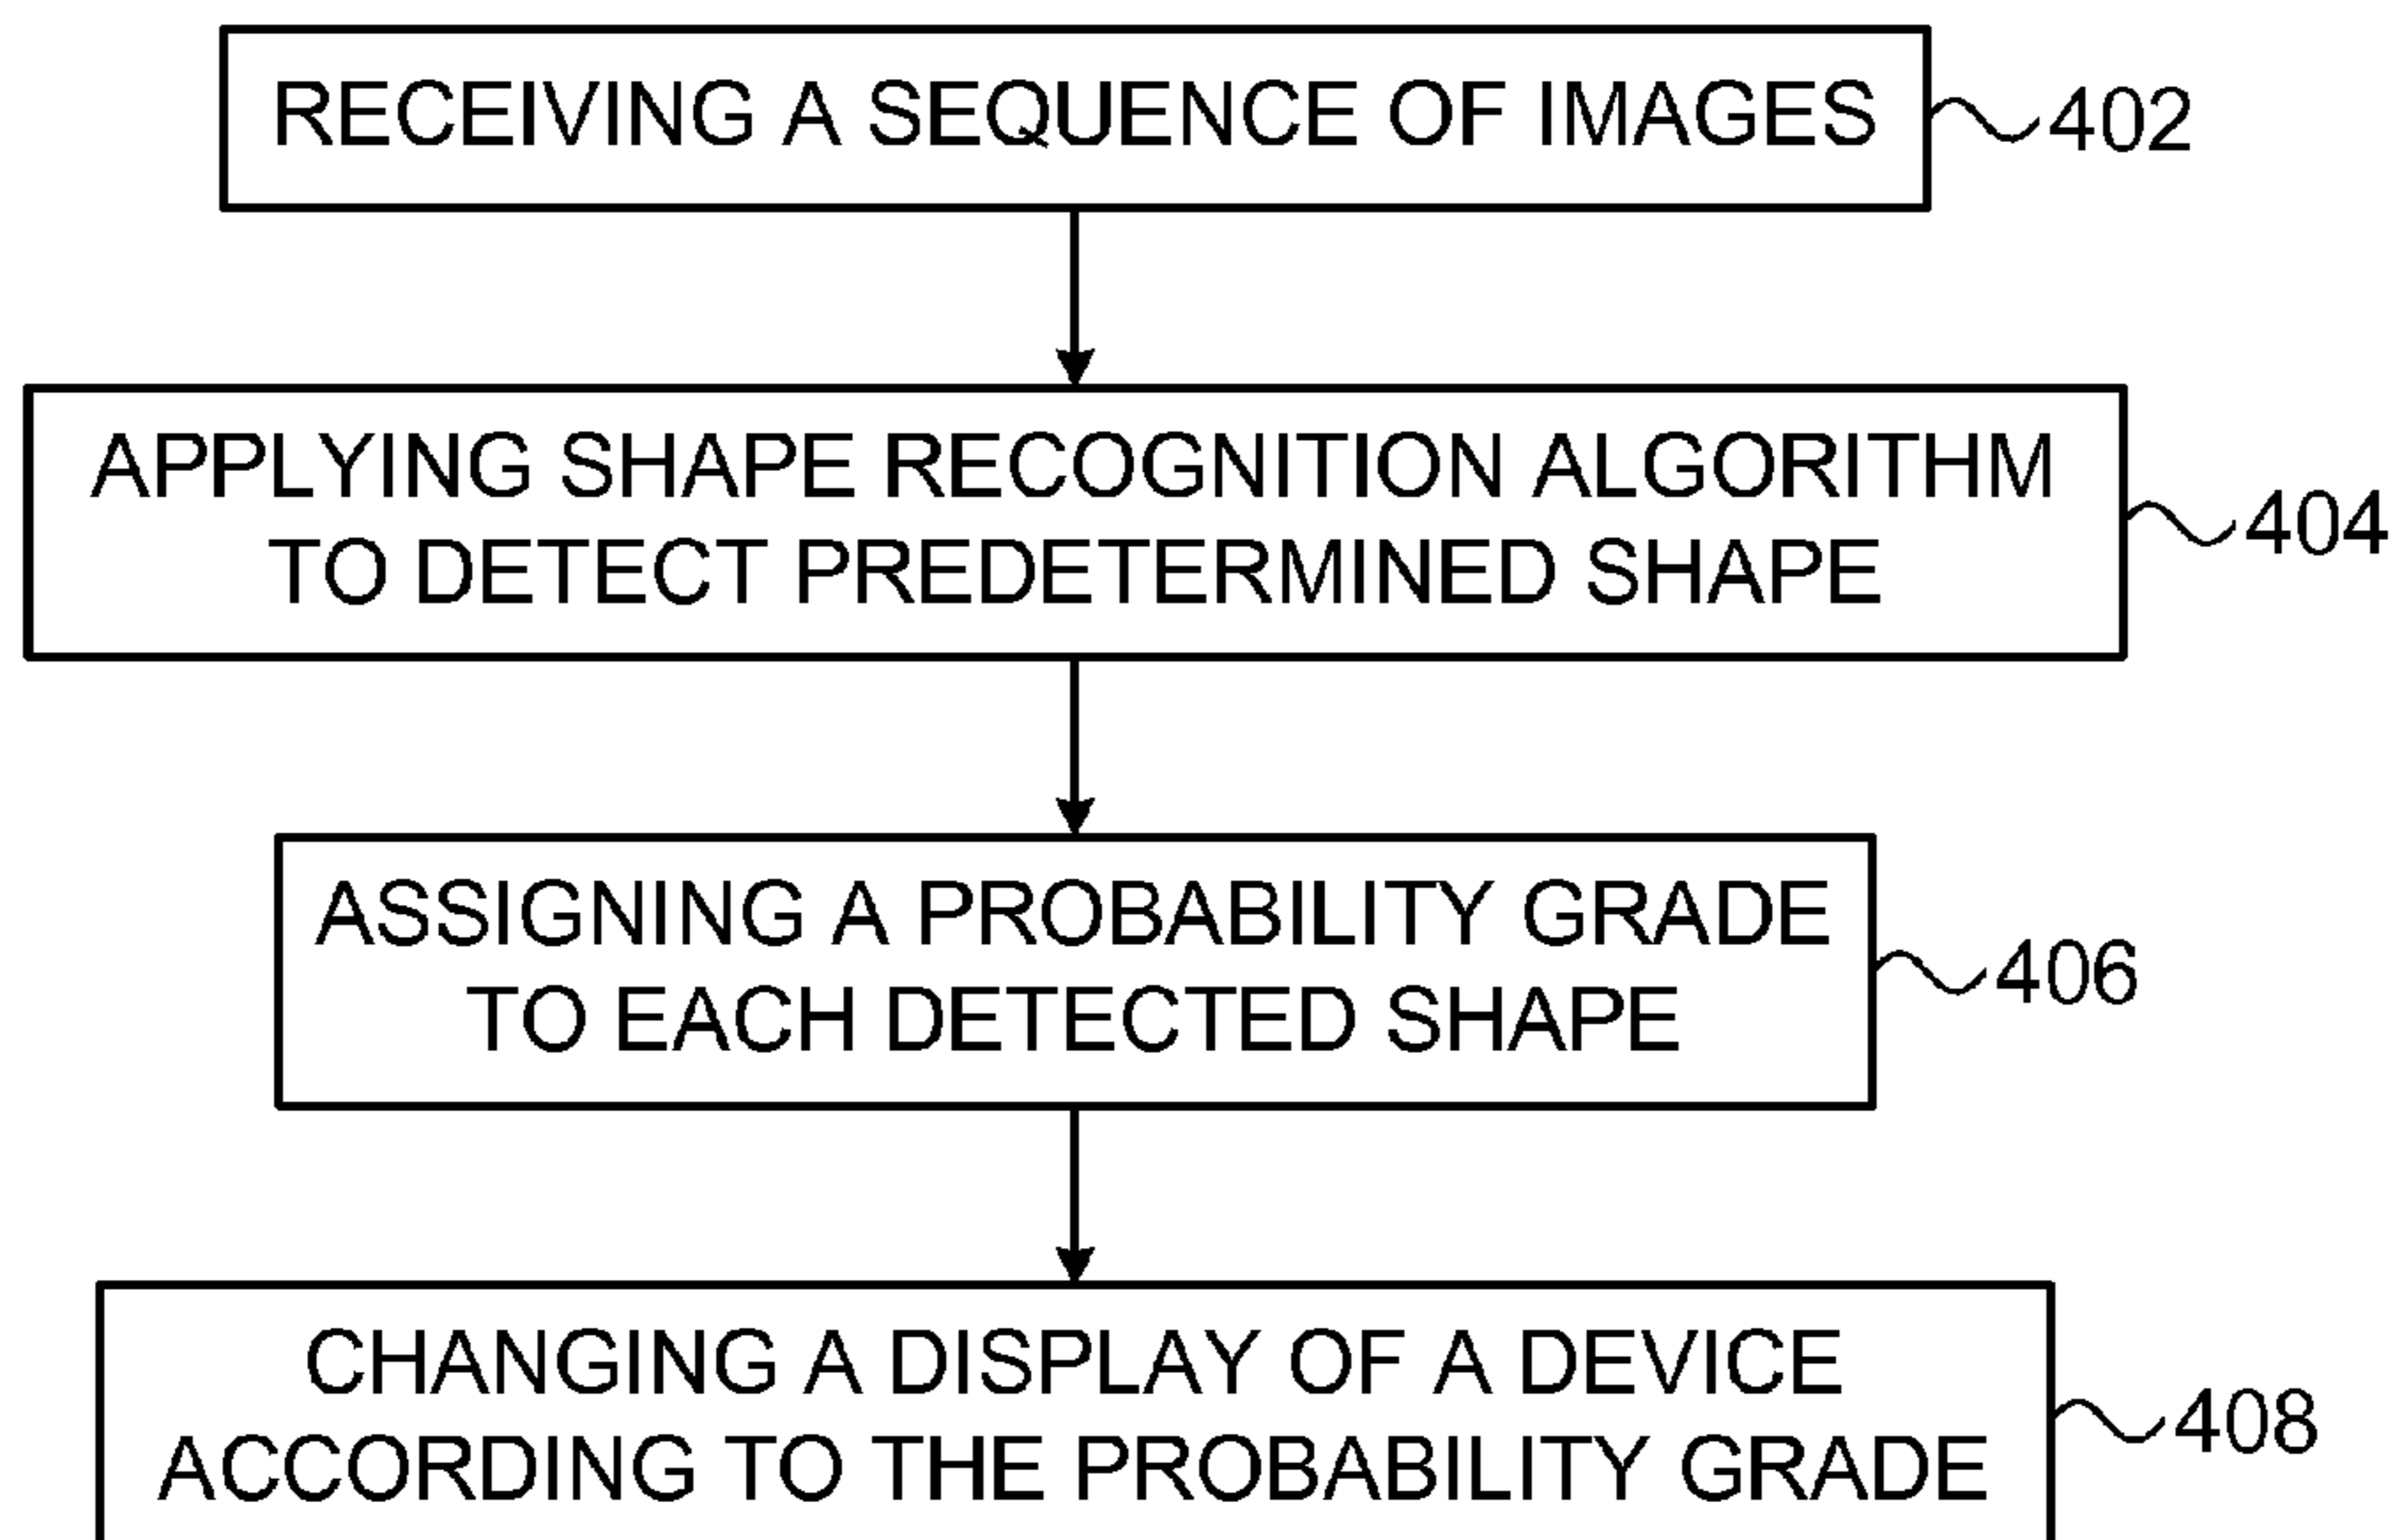 RECEIVING A SEQUENCE OF IMAGES
402
APPLYING SHAPE RECOGNITION ALGORITHM
TO DETECT PREDETERMINED SHAPE
404
ASSIGNING A PROBABILITY GRADE
TO EACH DETECTED SHAPE
406
CHANGING A DISPLAY OF A DEVICE
ACCORDING TO THE PROBABILITY GRADE
408